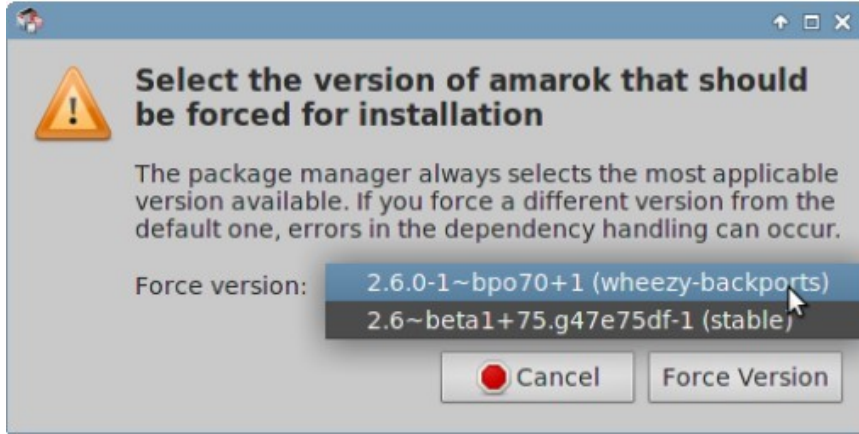 Select the version of amarok that should
be forced for installation
The package manager always selects the most applicable
version available. If you force a different version from the
default one, errors in the dependency handling can occur.
Force version:
2.6.0-1~bpo70+1 (wheezy-backports)
2.6~beta1+75.g47e75df-1 (stable)
Cancel
Force Version